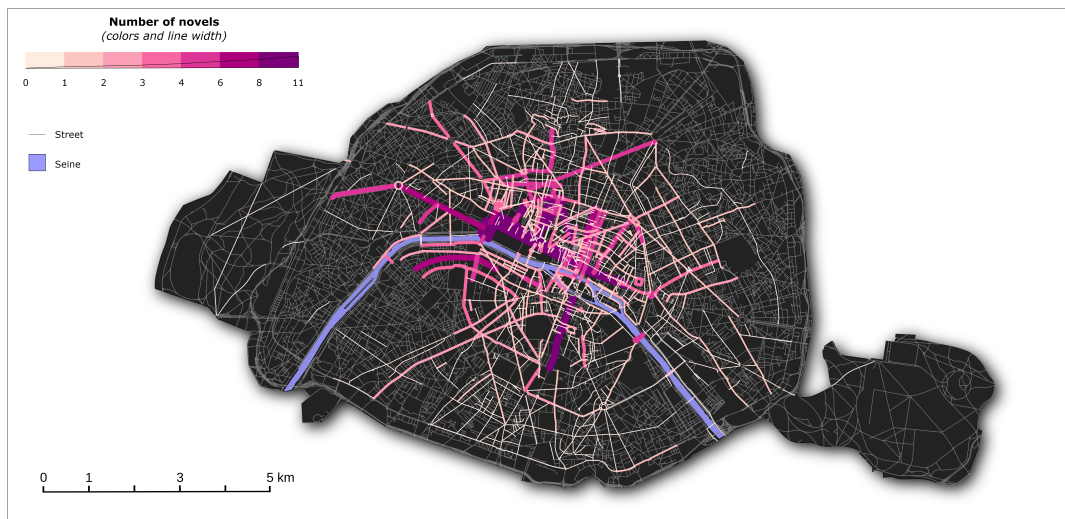 Number of novels
(colors and line width)
0 1 2 3 4 6 8 11
Street
Seine
0 1 3 5 km